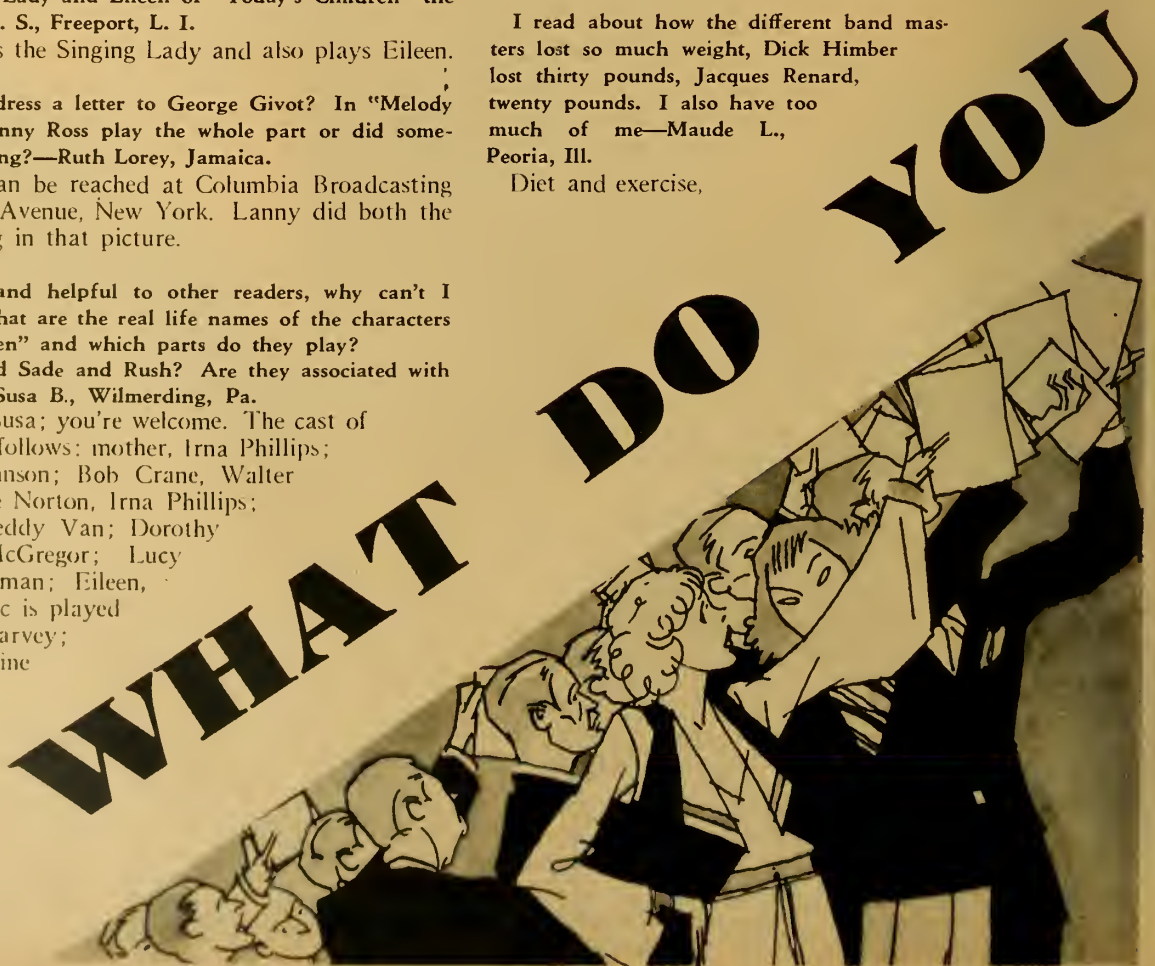 Lady and Eileen of "Today's Children" the
. S., Freeport, L. I.
s the Singing Lady and also plays Eileen.
dress a letter to George Givot? In "Melody
nny Ross play the whole part or did some-
ng?—Ruth Lorey, Jamaica.
an be reached at Columbia Broadcasting
Avenue, New York. Lanny did both the
g in that picture.
and helpful to other readers, why can't I
hat are the real life names of the characters
en" and which parts do they play?
d Sade and Rush? Are they associated with
Susa B., Wilmerding, Pa.
usa; you're welcome. The cast of
follows: mother, Irna Phillips;
nson; Bob Crane, Walter
e Norton, Irna Phillips;
eddy Van; Dorothy
McGregor; Lucy
man; Eileen,
c is played
arvey;
ine
I read about how the different band mas-
ters lost so much weight, Dick Himber
lost thirty pounds, Jacques Renard,
twenty pounds. I also have too
much of me—Maude L.,
Peoria, Ill.
Diet and exercise,
WHAT DO YOU